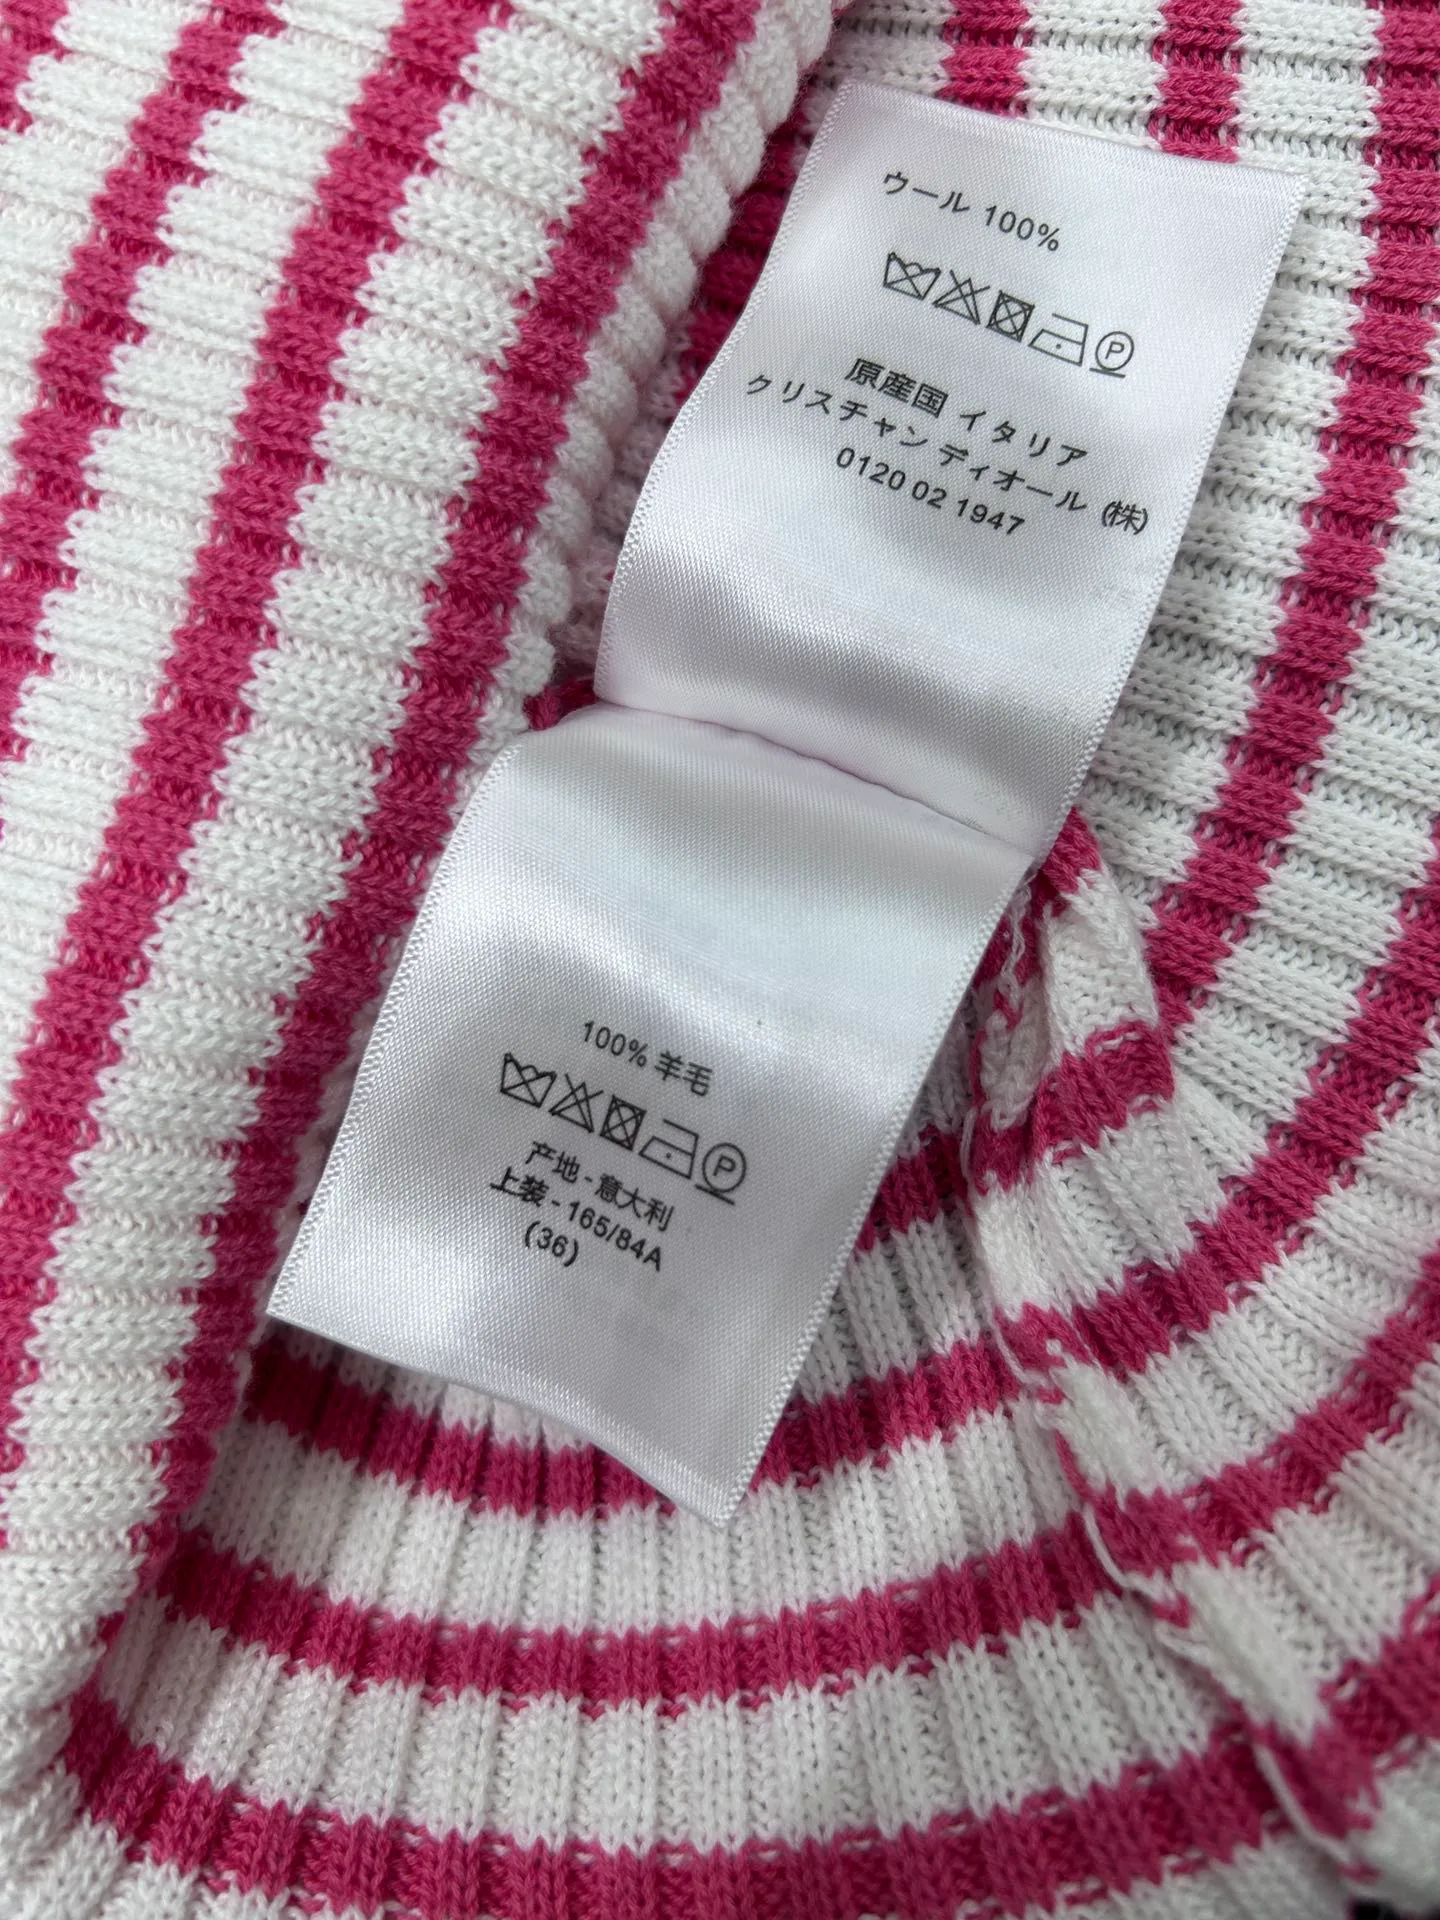 ウール 100%
P
原産国 イタリア
クリスチャン ディオール (株)
0120 02 1947
100% 羊毛
P
产地 - 意大利
上装 - 165/84A
(36)